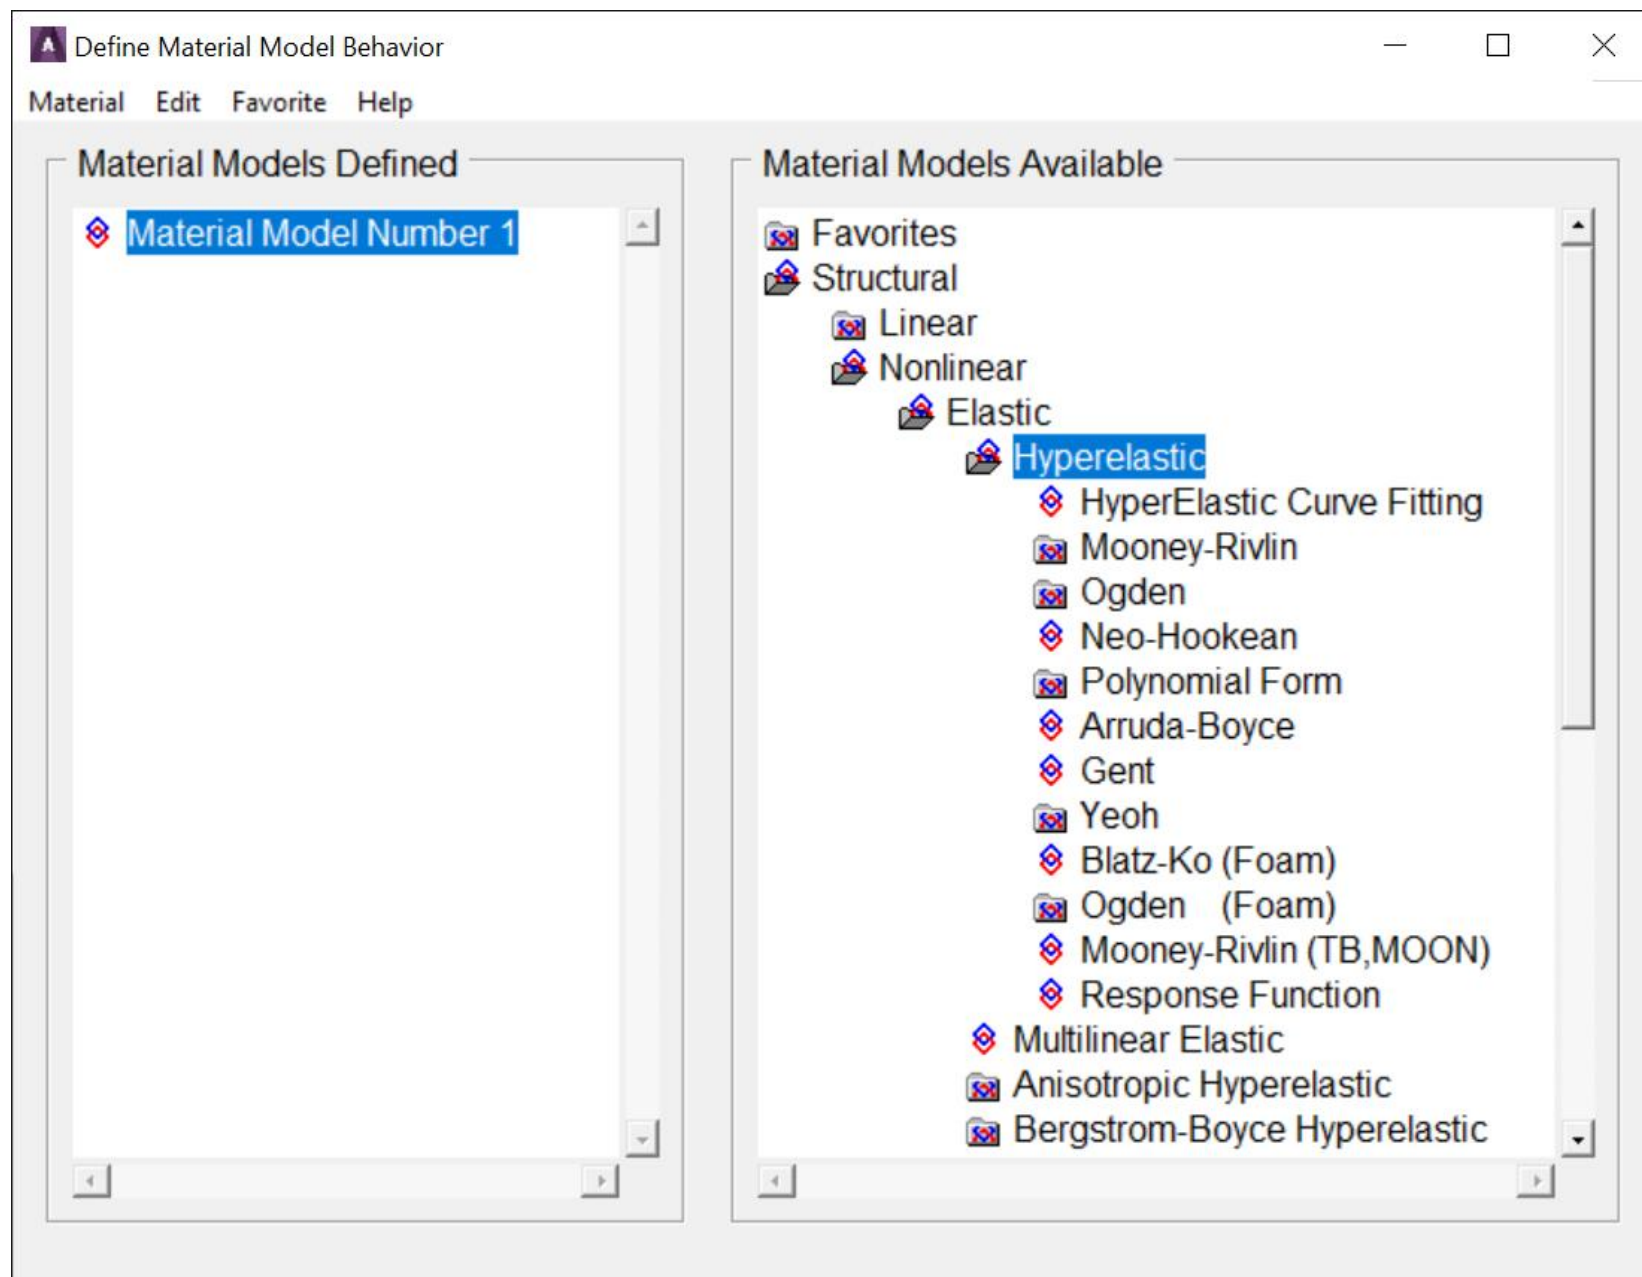 Define Material Model Behavior
Material Edit Favorite Help
Material Models Defined
Material Model Number 1
Material Models Available
Favorites
Structural
Linear
Nonlinear
Elastic
Hyperelastic
HyperElastic Curve Fitting
Mooney-Rivlin
Ogden
Neo-Hookean
Polynomial Form
Arruda-Boyce
Gent
Yeoh
Blatz-Ko (Foam)
Ogden (Foam)
Mooney-Rivlin (TB,MOON)
Response Function
Multilinear Elastic
Anisotropic Hyperelastic
Bergstrom-Boyce Hyperelastic